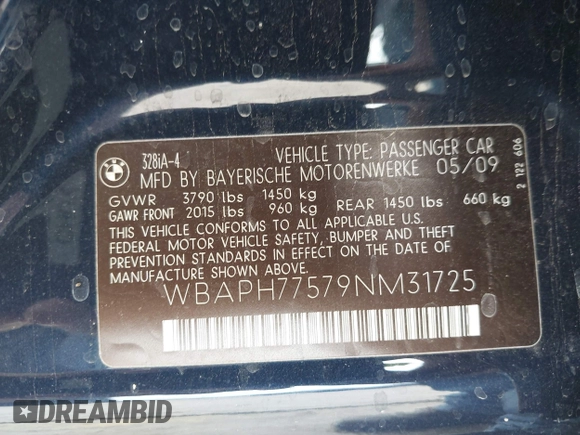 328iA-4
VEHICLE TYPE: PASSENGER CAR
MFD BY BAYERISCHE MOTORENWERKE 05/09
GVWR 3790 lbs 1450 kg
GAWR FRONT 2015 lbs 960 kg REAR 1450 lbs 660 kg
THIS VEHICLE CONFORMS TO ALL APPLICABLE U.S.
FEDERAL MOTOR VEHICLE SAFETY, BUMPER AND THEFT
PREVENTION STANDARDS IN EFFECT ON THE DATE OF
MANUFACTURE SHOWN ABOVE.
WBAPH77579NM31725
2 122 606
BMW
DREAMBID